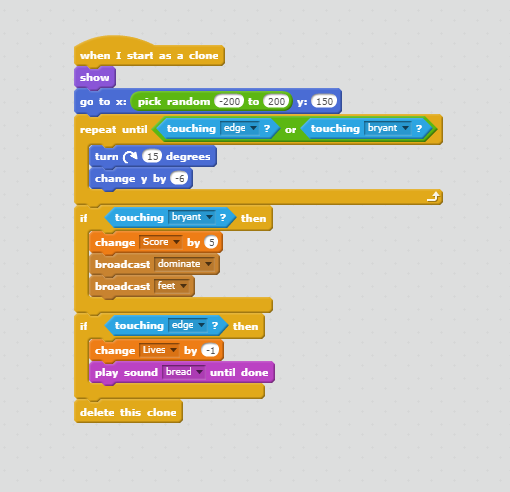 when I start as a clone
show
go to x: pick random -200 to 200 y: 150
repeat until touching edge ? or touching bryant ?
turn 15 degrees
change y by -6
if touching bryant ? then
change Score by 5
broadcast dominate
broadcast feet
if touching edge ? then
change Lives by -1
play sound bread until done
delete this clone